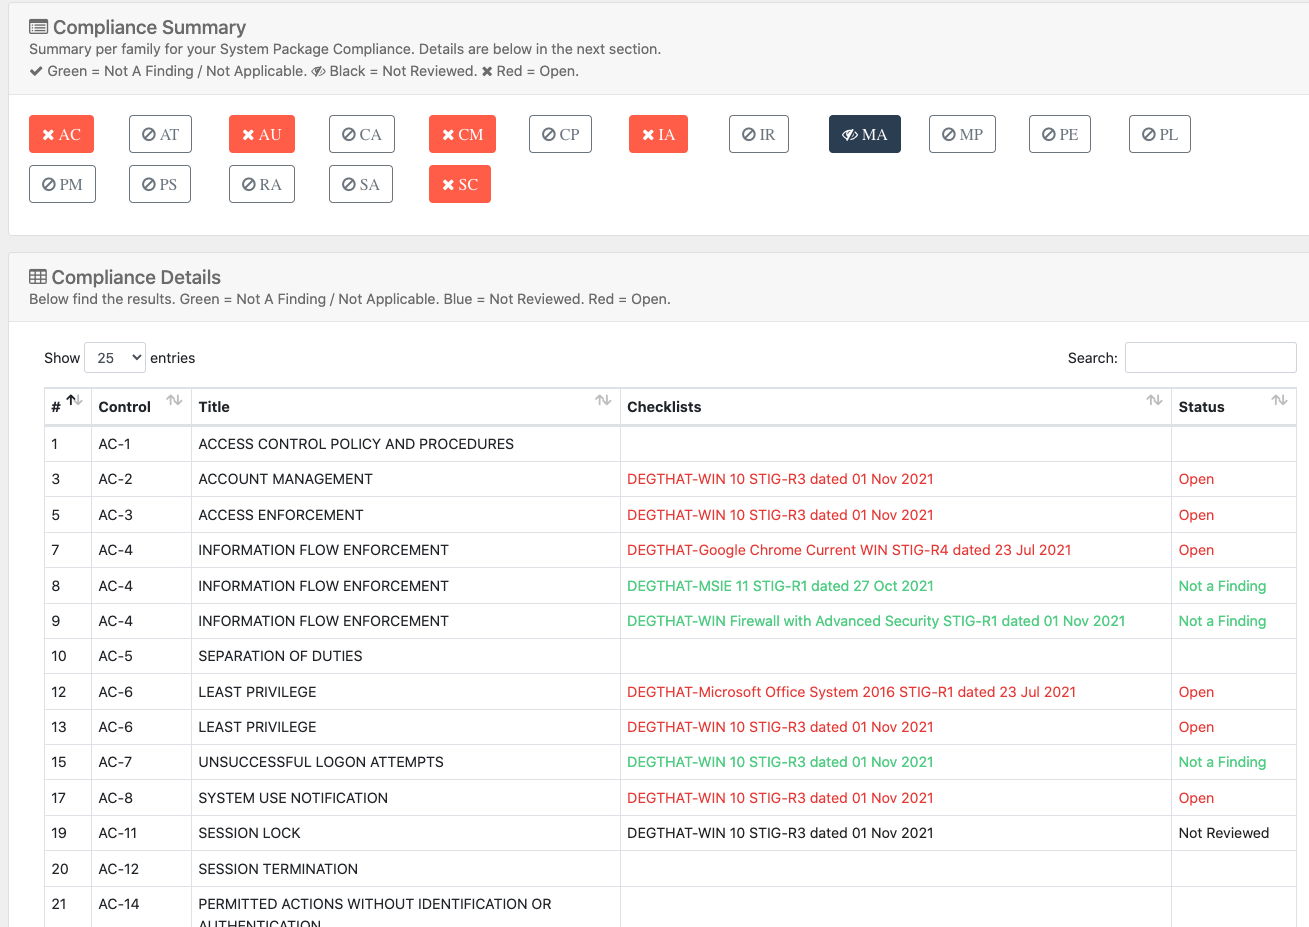 Compliance Summary
Summary per family for your System Package Compliance. Details are below in the next section.
Green = Not A Finding / Not Applicable. Black = Not Reviewed. Red = Open.
AC AT AU CA CM CP IA IR MA MP PE PL
PM PS RA SA SC
Compliance Details
Below find the results. Green = Not A Finding / Not Applicable. Blue = Not Reviewed. Red = Open.
Show 25 entries Search:
# Control Title Checklists Status
1 AC-1 ACCESS CONTROL POLICY AND PROCEDURES
3 AC-2 ACCOUNT MANAGEMENT DEGTHAT-WIN 10 STIG-R3 dated 01 Nov 2021 Open
5 AC-3 ACCESS ENFORCEMENT DEGTHAT-WIN 10 STIG-R3 dated 01 Nov 2021 Open
7 AC-4 INFORMATION FLOW ENFORCEMENT DEGTHAT-Google Chrome Current WIN STIG-R4 dated 23 Jul 2021 Open
8 AC-4 INFORMATION FLOW ENFORCEMENT DEGTHAT-MSIE 11 STIG-R1 dated 27 Oct 2021 Not a Finding
9 AC-4 INFORMATION FLOW ENFORCEMENT DEGTHAT-WIN Firewall with Advanced Security STIG-R1 dated 01 Nov 2021 Not a Finding
10 AC-5 SEPARATION OF DUTIES
12 AC-6 LEAST PRIVILEGE DEGTHAT-Microsoft Office System 2016 STIG-R1 dated 23 Jul 2021 Open
13 AC-6 LEAST PRIVILEGE DEGTHAT-WIN 10 STIG-R3 dated 01 Nov 2021 Open
15 AC-7 UNSUCCESSFUL LOGON ATTEMPTS DEGTHAT-WIN 10 STIG-R3 dated 01 Nov 2021 Not a Finding
17 AC-8 SYSTEM USE NOTIFICATION DEGTHAT-WIN 10 STIG-R3 dated 01 Nov 2021 Open
19 AC-11 SESSION LOCK DEGTHAT-WIN 10 STIG-R3 dated 01 Nov 2021 Not Reviewed
20 AC-12 SESSION TERMINATION
21 AC-14 PERMITTED ACTIONS WITHOUT IDENTIFICATION OR
AUTHENTICATION